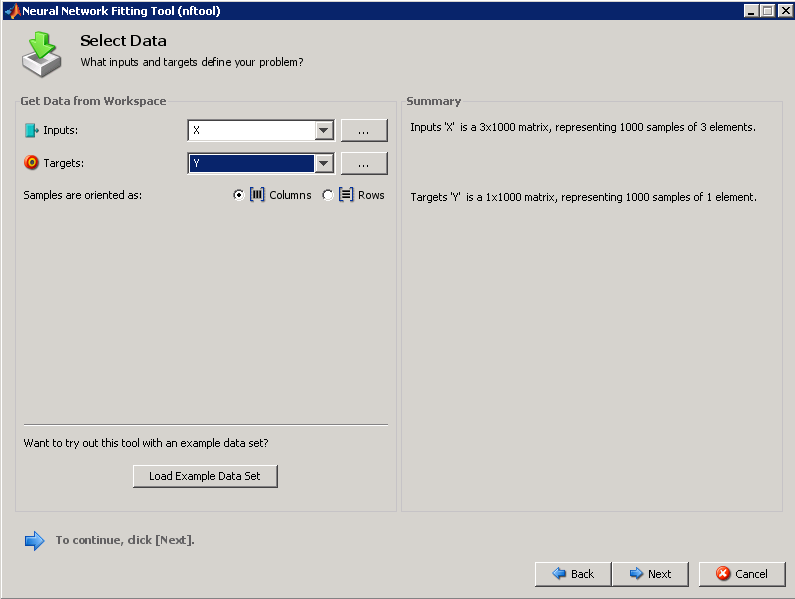 Neural Network Fitting Tool (nftool)
Select Data
What inputs and targets define your problem?
Get Data from Workspace
Inputs:
X
...
Targets:
Y
...
Samples are oriented as:
Columns
Rows
Want to try out this tool with an example data set?
Load Example Data Set
Summary
Inputs 'X' is a 3x1000 matrix, representing 1000 samples of 3 elements.
Targets 'Y' is a 1x1000 matrix, representing 1000 samples of 1 element.
To continue, click [Next].
Back
Next
Cancel